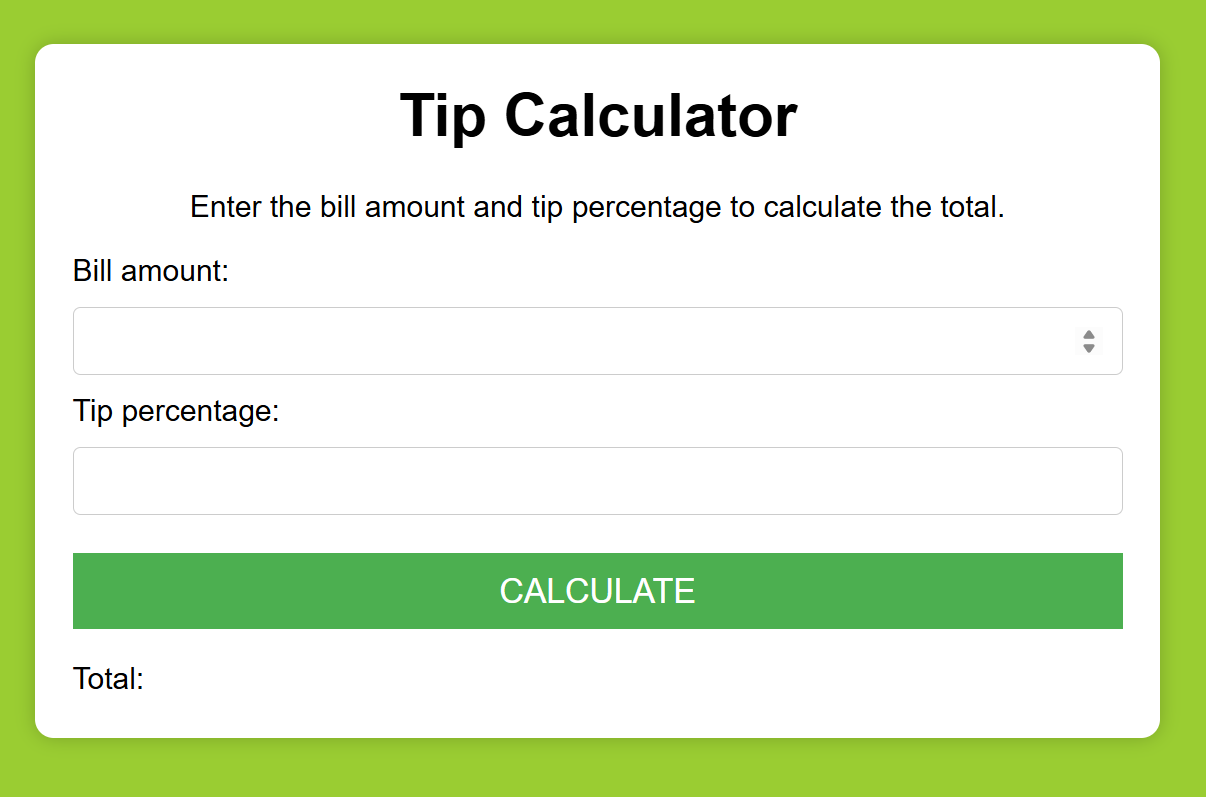 Tip Calculator
Enter the bill amount and tip percentage to calculate the total.
Bill amount:
Tip percentage:
CALCULATE
Total: